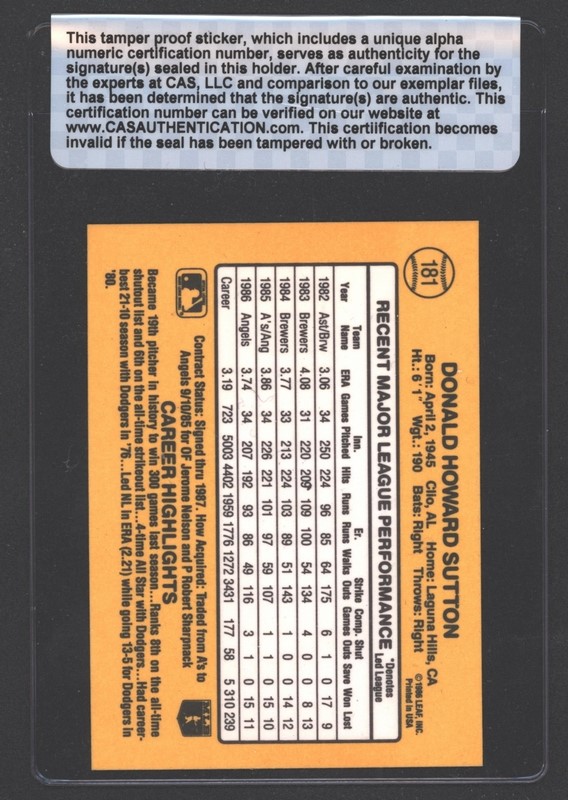 This tamper proof sticker, which includes a unique alpha
numeric certification number, serves as authenticity for the
signature(s) sealed in this holder. After careful examination by
the experts at CAS, LLC and comparison to our exemplar files,
it has been determined that the signature(s) are authentic. This
certification number can be verified on our website at
www.CASAUTHENTICATION.com. This certiification becomes
invalid if the seal has been tampered with or broken.
181
DONALD HOWARD SUTTON
Born: April 2, 1945 Clio, AL Home: Laguna Hills, CA
Ht.: 6'1" Wgt.: 190 Bats: Right Throws: Right
©1986 LEAF, INC.
Printed in USA
RECENT MAJOR LEAGUE PERFORMANCE
*Denotes
Led League
Team Inn. Er. Strike Comp. Shut
Year Name ERA Games Pitched Hits Runs Runs Walks Outs Games Outs Save Won Lost
1982 Ast/Brw 3.06 34 250 224 96 85 64 175 6 1 0 17 9
1983 Brewers 4.08 31 220 209 109 100 54 134 4 0 0 8 13
1984 Brewers 3.77 33 213 224 103 89 51 143 1 0 0 14 12
1985 A's/Ang 3.86 34 226 221 101 97 59 107 1 1 0 15 10
1986 Angels 3.74 34 207 192 93 86 49 116 3 1 0 15 11
Career 3.19 723 5003 4402 1959 1776 1272 3431 177 58 5 310 239
Contract Status: Signed thru 1987. How Acquired: Traded from A's to
Angels 9/10/85 for OF Jerome Nelson and P Robert Sharpnack
CAREER HIGHLIGHTS
Became 19th pitcher in history to win 300 games last season...Ranks 8th on the all-time
shutout list and 6th on the all-time strikeout list...4-time All Star with Dodgers...Had career-
best 21-10 season with Dodgers in '76...Led NL in ERA (2.21) while going 13-5 for Dodgers in
'80.